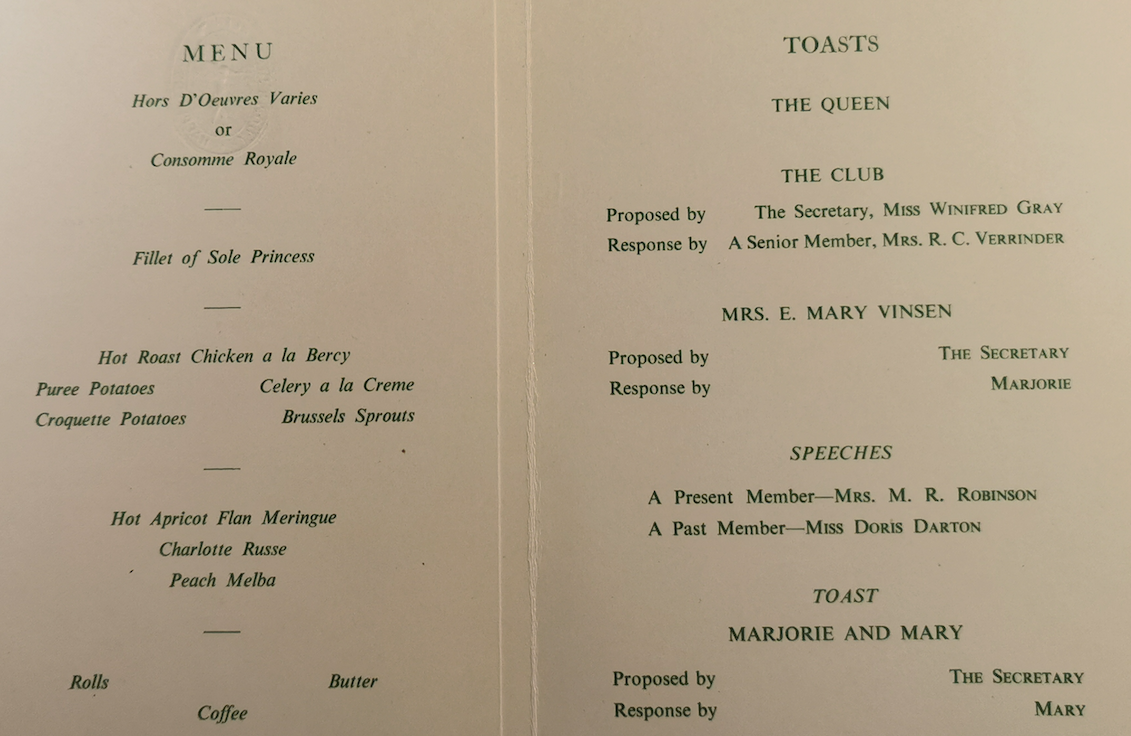 MENU
Hors D'Oeuvres Varies
or
Consomme Royale
Fillet of Sole Princess
Hot Roast Chicken a la Bercy
Puree Potatoes Celery a la Creme
Croquette Potatoes Brussels Sprouts
Hot Apricot Flan Meringue
Charlotte Russe
Peach Melba
Rolls Butter
Coffee
TOASTS
THE QUEEN
THE CLUB
Proposed by The Secretary, MISS WINIFRED GRAY
Response by A Senior Member, MRS. R. C. VERRINDER
MRS. E. MARY VINSEN
Proposed by THE SECRETARY
Response by MARJORIE
SPEECHES
A Present Member—MRS. M. R. ROBINSON
A Past Member—MISS DORIS DARTON
TOAST
MARJORIE AND MARY
Proposed by THE SECRETARY
Response by MARY